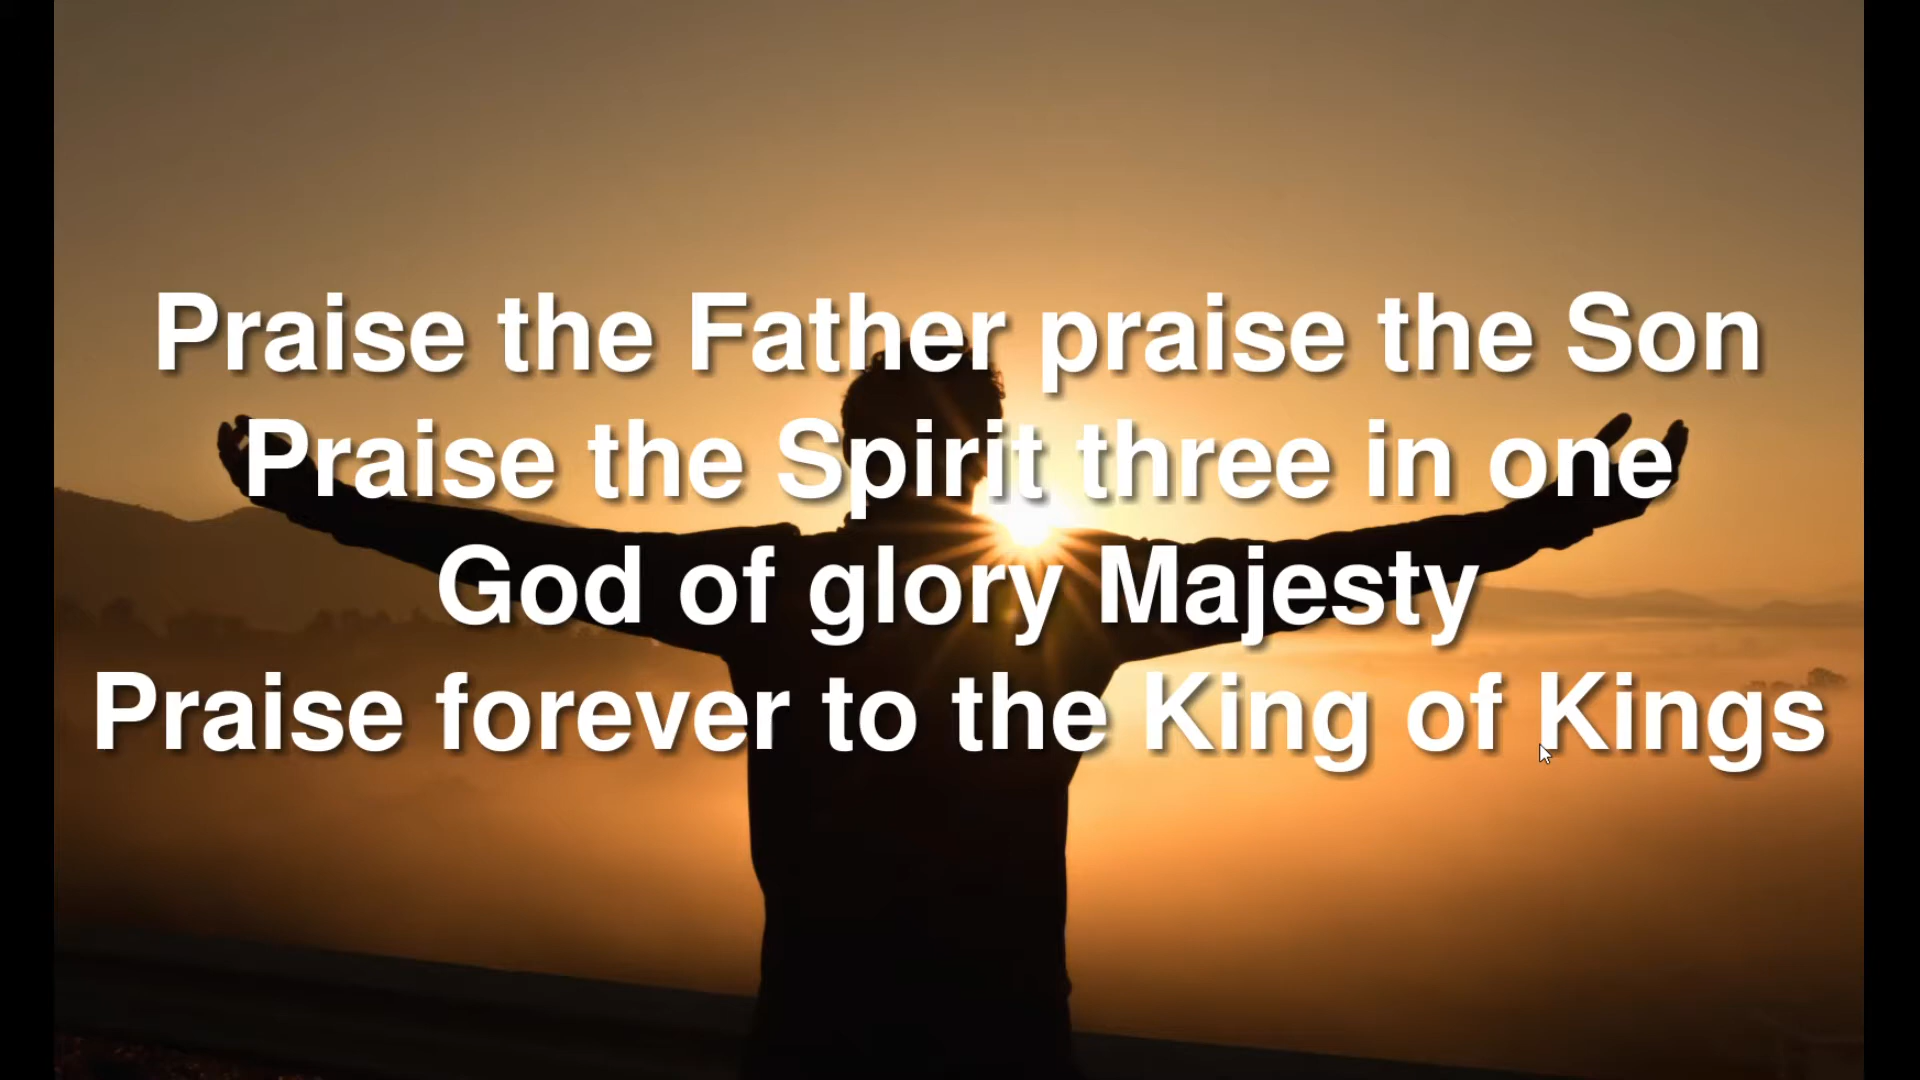 Praise the Father praise the Son
Praise the Spirit three in one
God of glory Majesty
Praise forever to the King of Kings